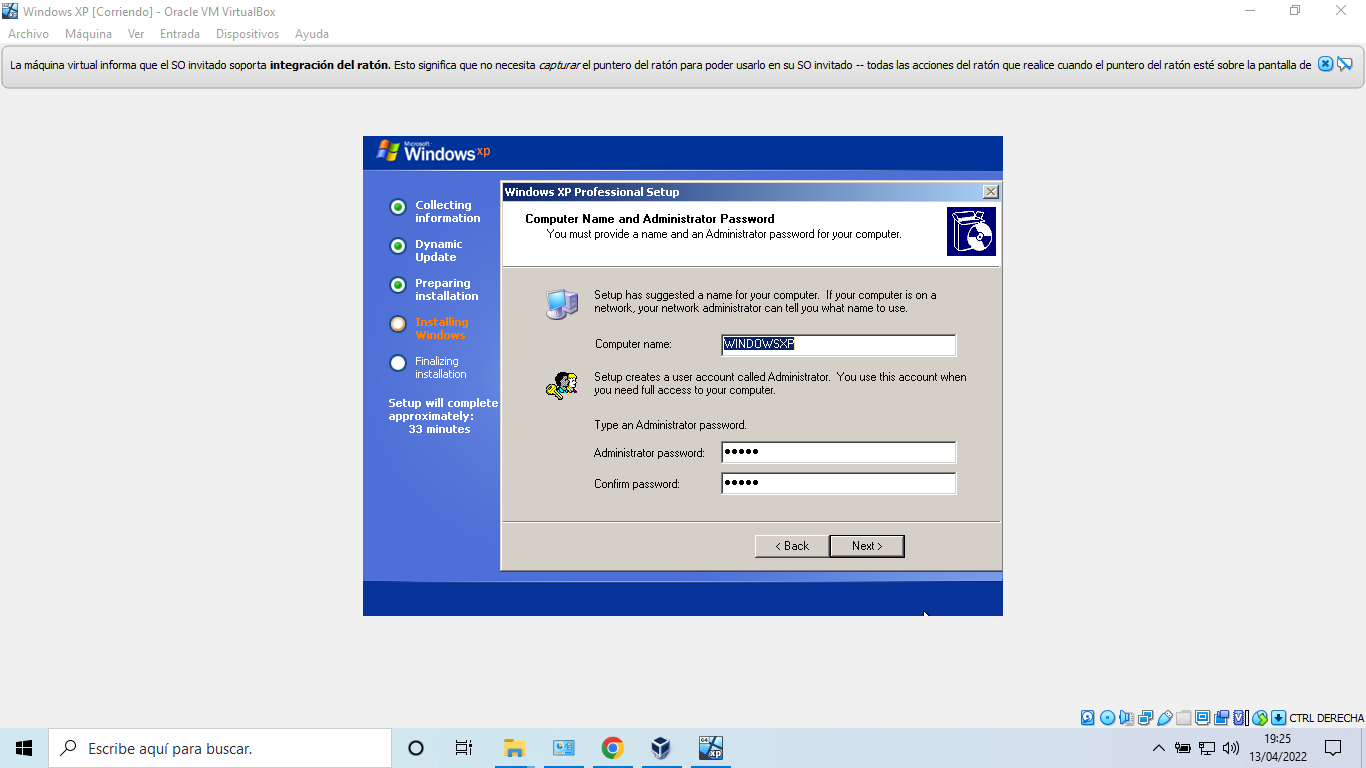 Windows XP [Corriendo] - Oracle VM VirtualBox
Archivo Máquina Ver Entrada Dispositivos Ayuda
La máquina virtual informa que el SO invitado soporta integración del ratón. Esto significa que no necesita capturar el puntero del ratón para poder usarlo en su SO invitado -- todas las acciones del ratón que realice cuando el puntero del ratón esté sobre la pantalla de
Microsoft
Windows xp
Collecting
information
Dynamic
Update
Preparing
installation
Installing
Windows
Finalizing
installation
Setup will complete
approximately:
33 minutes
Windows XP Professional Setup
Computer Name and Administrator Password
You must provide a name and an Administrator password for your computer.
Setup has suggested a name for your computer. If your computer is on a
network, your network administrator can tell you what name to use.
Computer name: WINDOWSXP
Setup creates a user account called Administrator. You use this account when
you need full access to your computer.
Type an Administrator password.
Administrator password: •••••
Confirm password: •••••
< Back Next >
CTRL DERECHA
Escribe aquí para buscar.
64
XP
19:25
13/04/2022